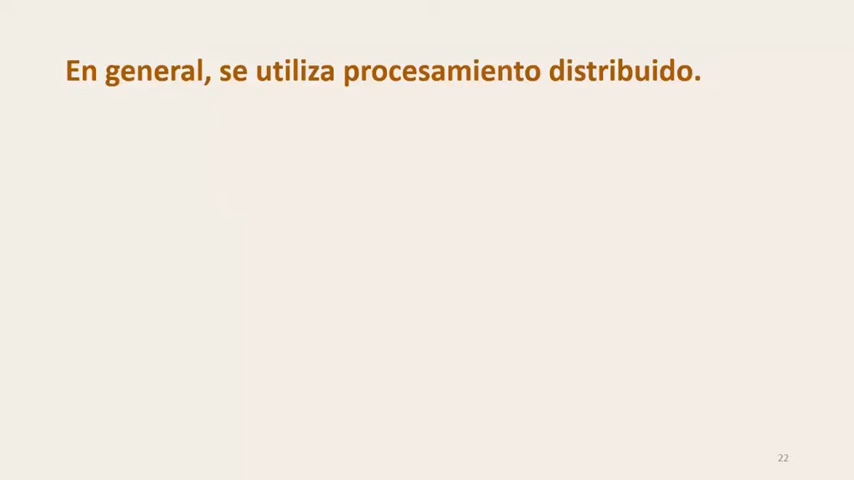 En general, se utiliza procesamiento distribuido.
22